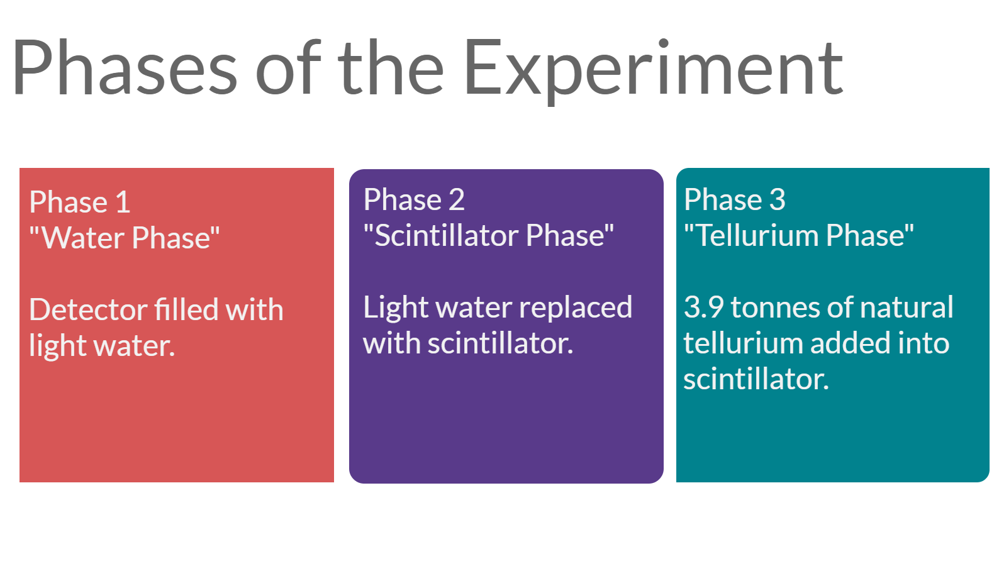 Phases of the Experiment
Phase 1
"Water Phase"
Detector filled with
light water.
Phase 2
"Scintillator Phase"
Light water replaced
with scintillator.
Phase 3
"Tellurium Phase"
3.9 tonnes of natural
tellurium added into
scintillator.